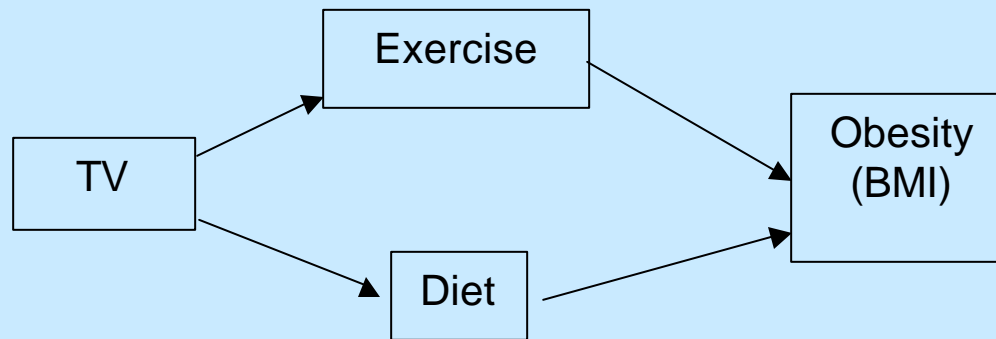 Exercise
TV
Obesity
(BMI)
Diet